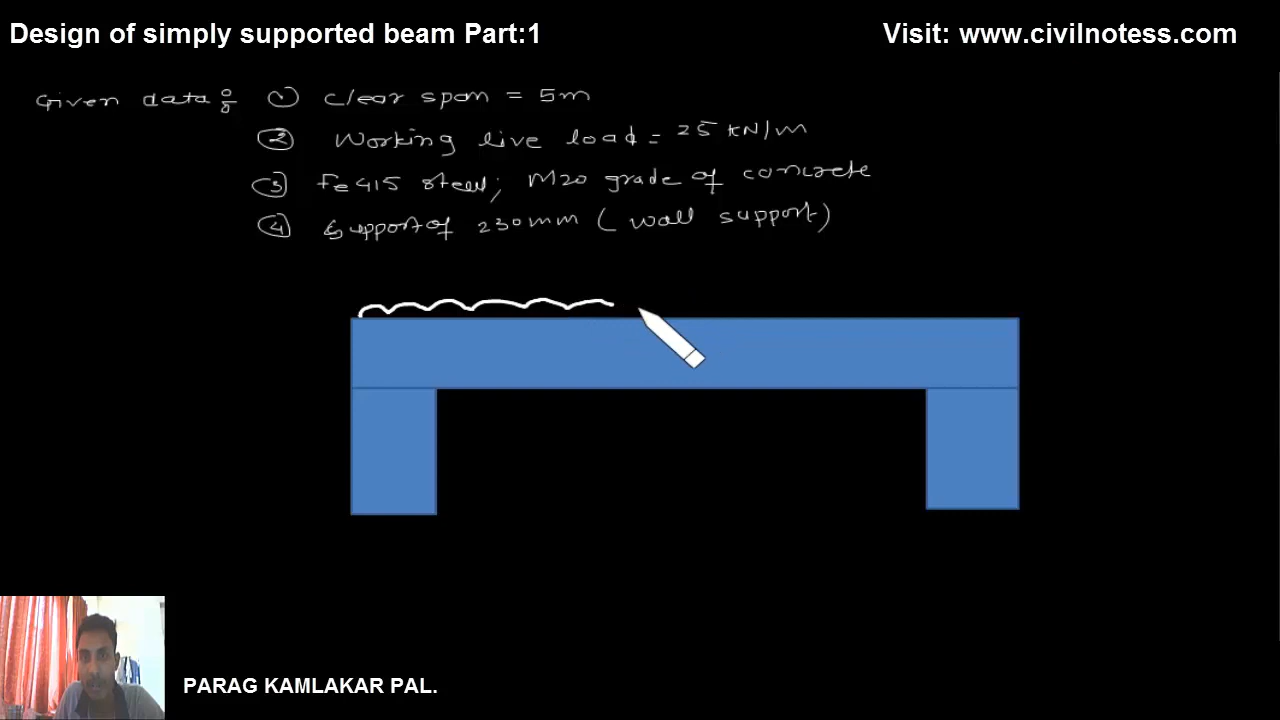 Design of simply supported beam Part:1
Visit: www.civilnotess.com
Given data : ① Clear span = 5m
② Working live load = 25 KN/m
③ Fe415 steel; M20 grade of concrete
④ Support of 230mm (wall support)
PARAG KAMLAKAR PAL.